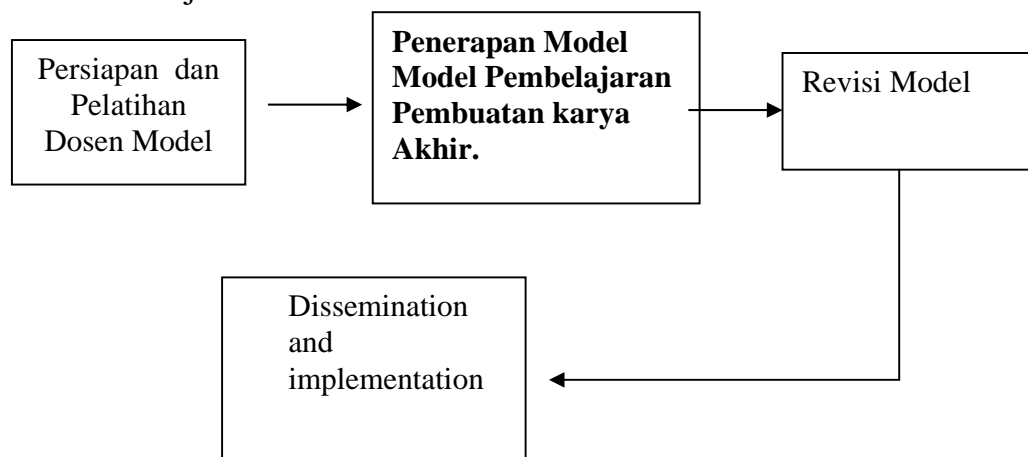 Persiapan dan
Pelatihan
Dosen Model
Penerapan Model
Model Pembelajaran
Pembuatan karya
Akhir.
Revisi Model
Dissemination
and
implementation